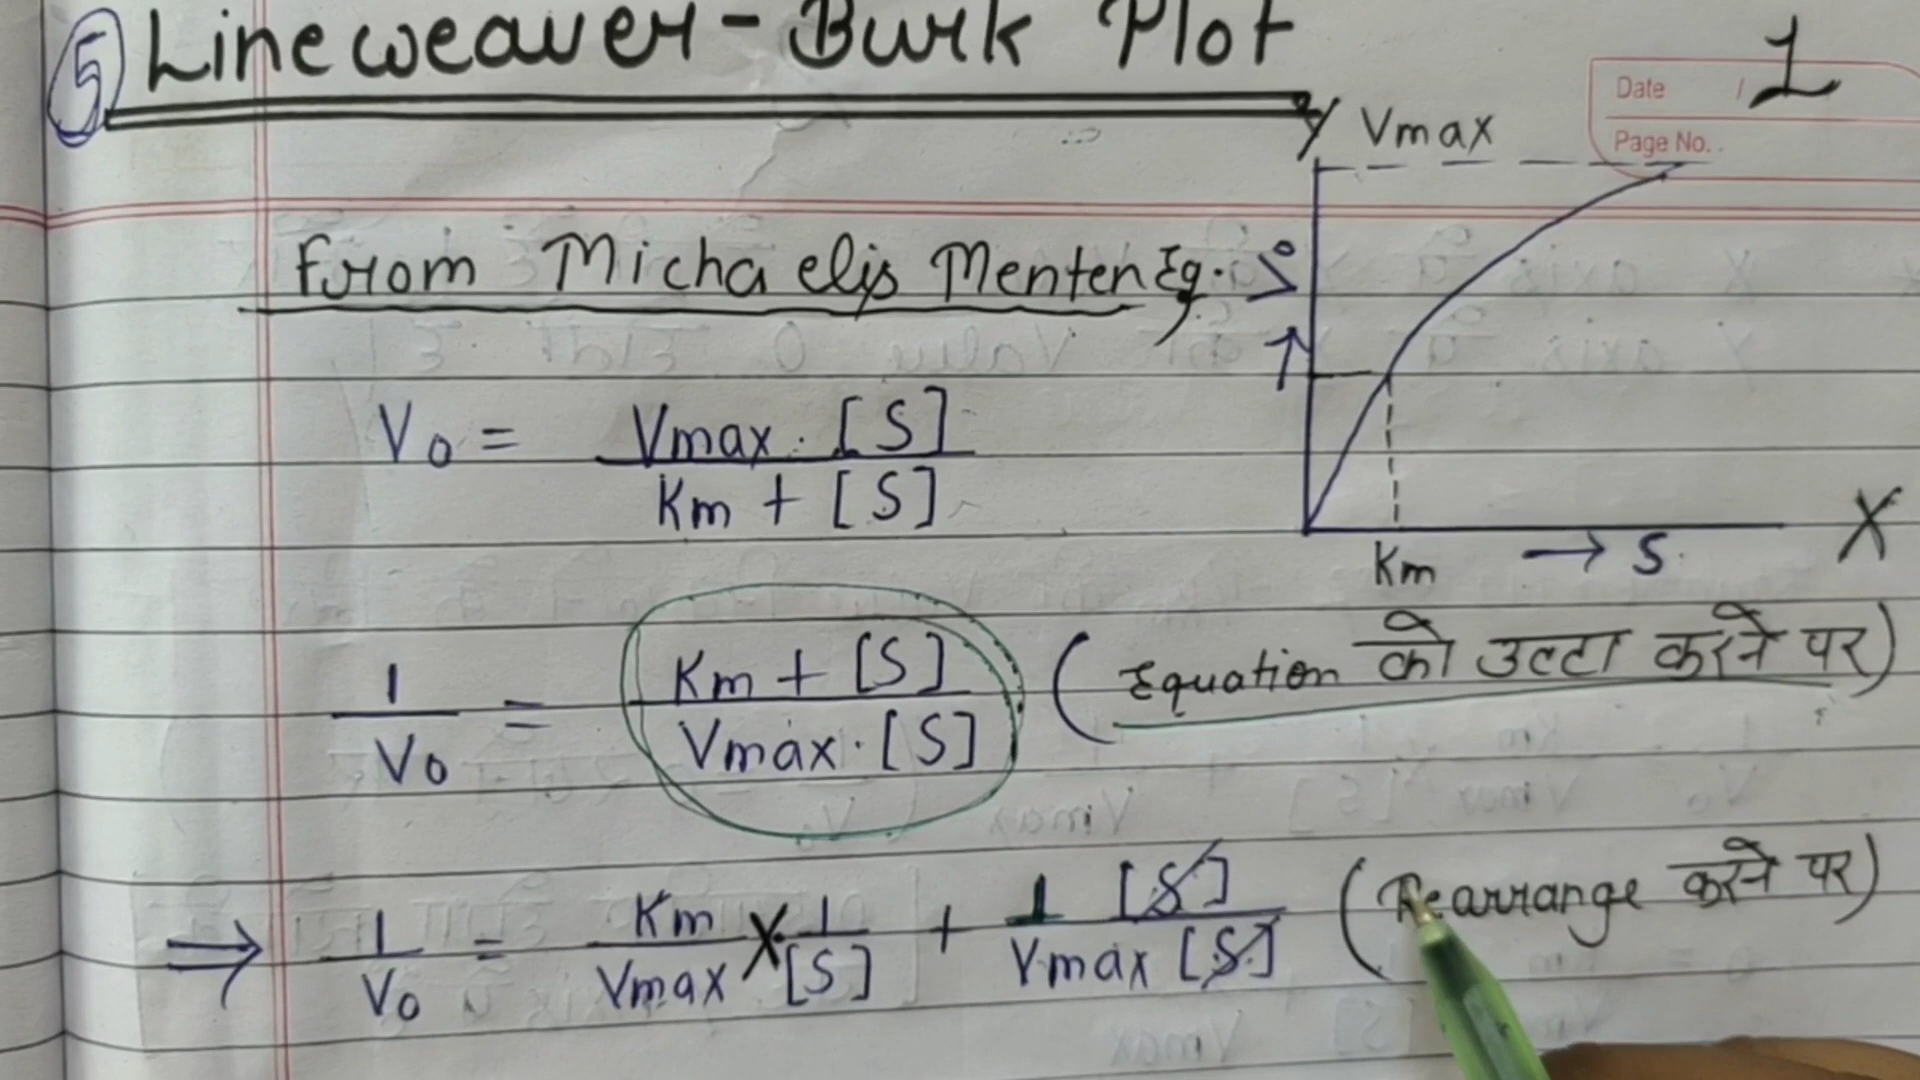 5 Lineweaver-Burk Plot
Date / 1
Page No.
Y Vmax
From Michaelis Menten Eq.
V₀
V₀ = Vmax · [S]
Km + [S]
Km → S X
1 / V₀ = Km + [S] / Vmax · [S] (Equation को उल्टा करने पर)
⇒ 1 / V₀ = Km / Vmax X 1 / [S] + 1 [S] / Vmax [S] (Rearrange करने पर)